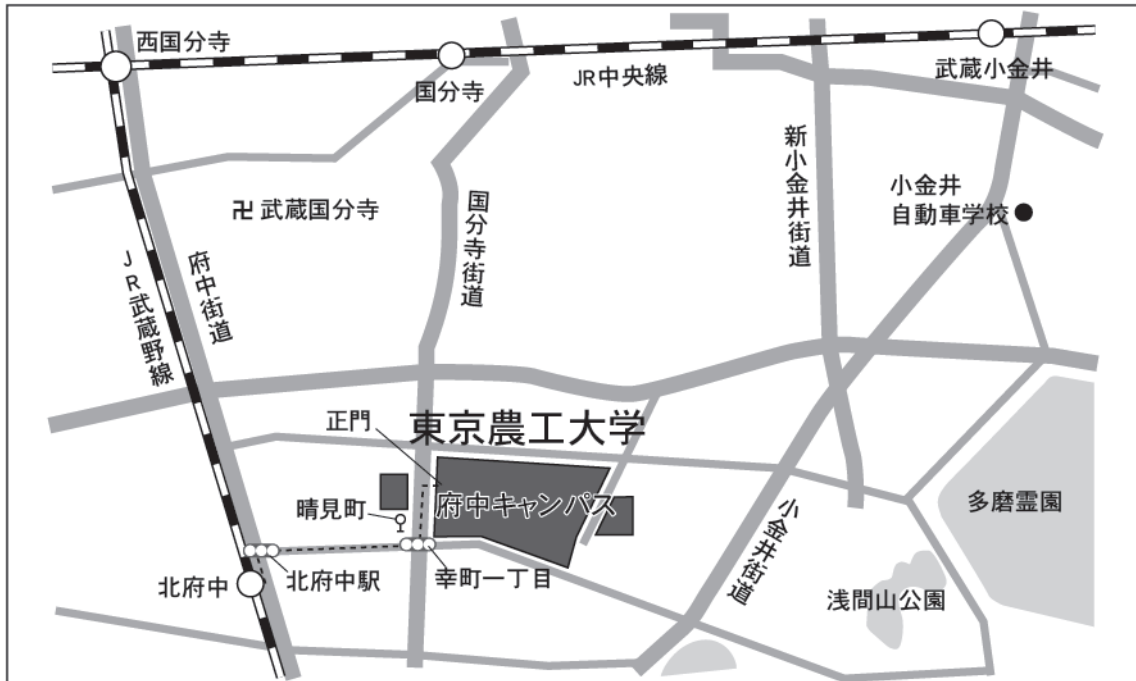 西国分寺
国分寺
JR中央線
武蔵小金井
新小金井街道
小金井
自動車学校
卍 武蔵国分寺
国分寺街道
府中街道
JR武蔵野線
正門
東京農工大学
府中キャンパス
晴見町
多磨霊園
小金井街道
北府中
北府中駅
幸町一丁目
浅間山公園